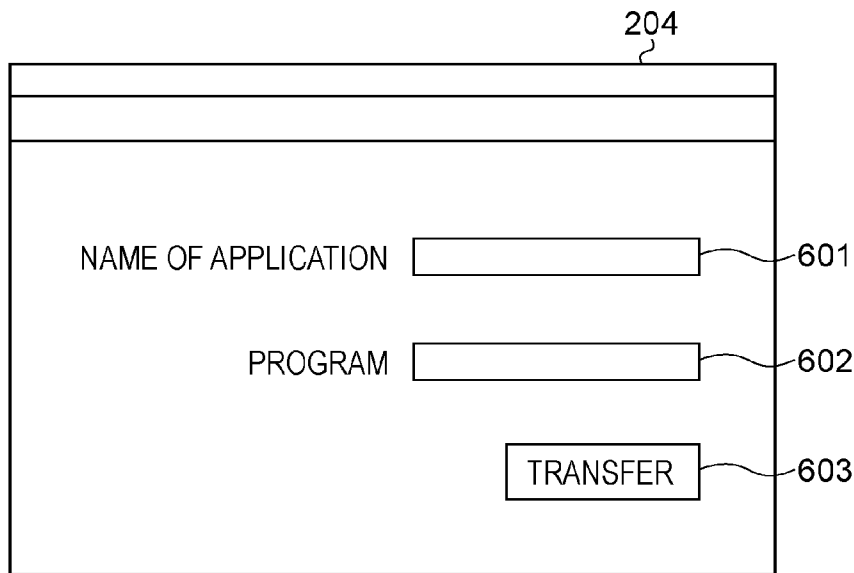 204
NAME OF APPLICATION 601
PROGRAM 602
TRANSFER 603